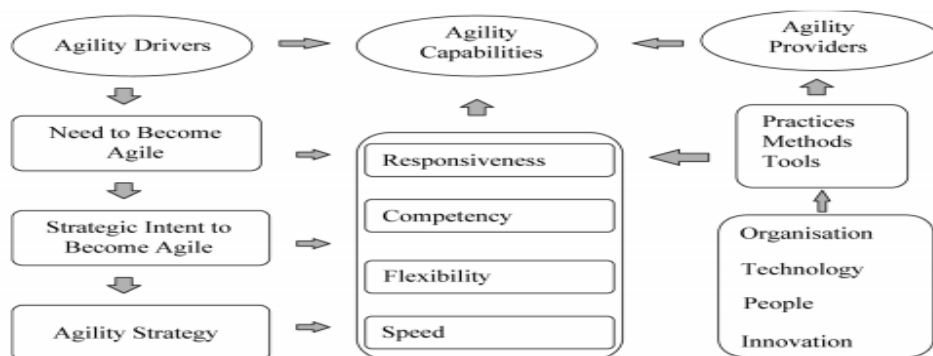 Agility Drivers
Agility
Capabilities
Agility
Providers
Need to Become
Agile
Strategic Intent to
Become Agile
Agility Strategy
Responsiveness
Competency
Flexibility
Speed
Practices
Methods
Tools
Organisation
Technology
People
Innovation